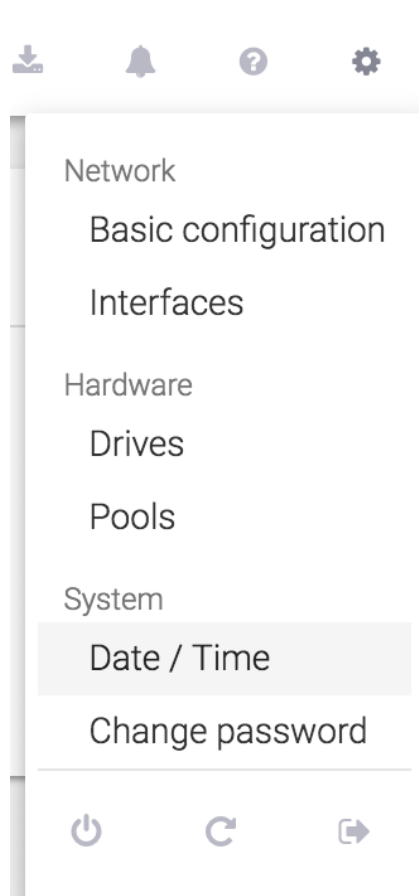 Network
Basic configuration
Interfaces
Hardware
Drives
Pools
System
Date / Time
Change password